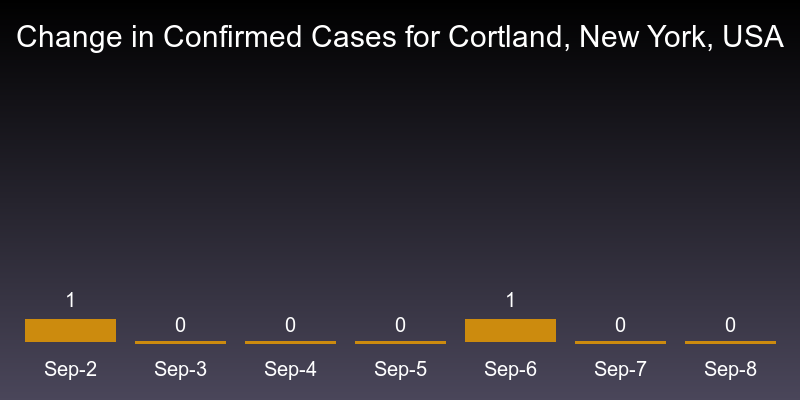 Change in Confirmed Cases for Cortland, New York, USA
1 0 0 0 1 0 0
Sep-2 Sep-3 Sep-4 Sep-5 Sep-6 Sep-7 Sep-8